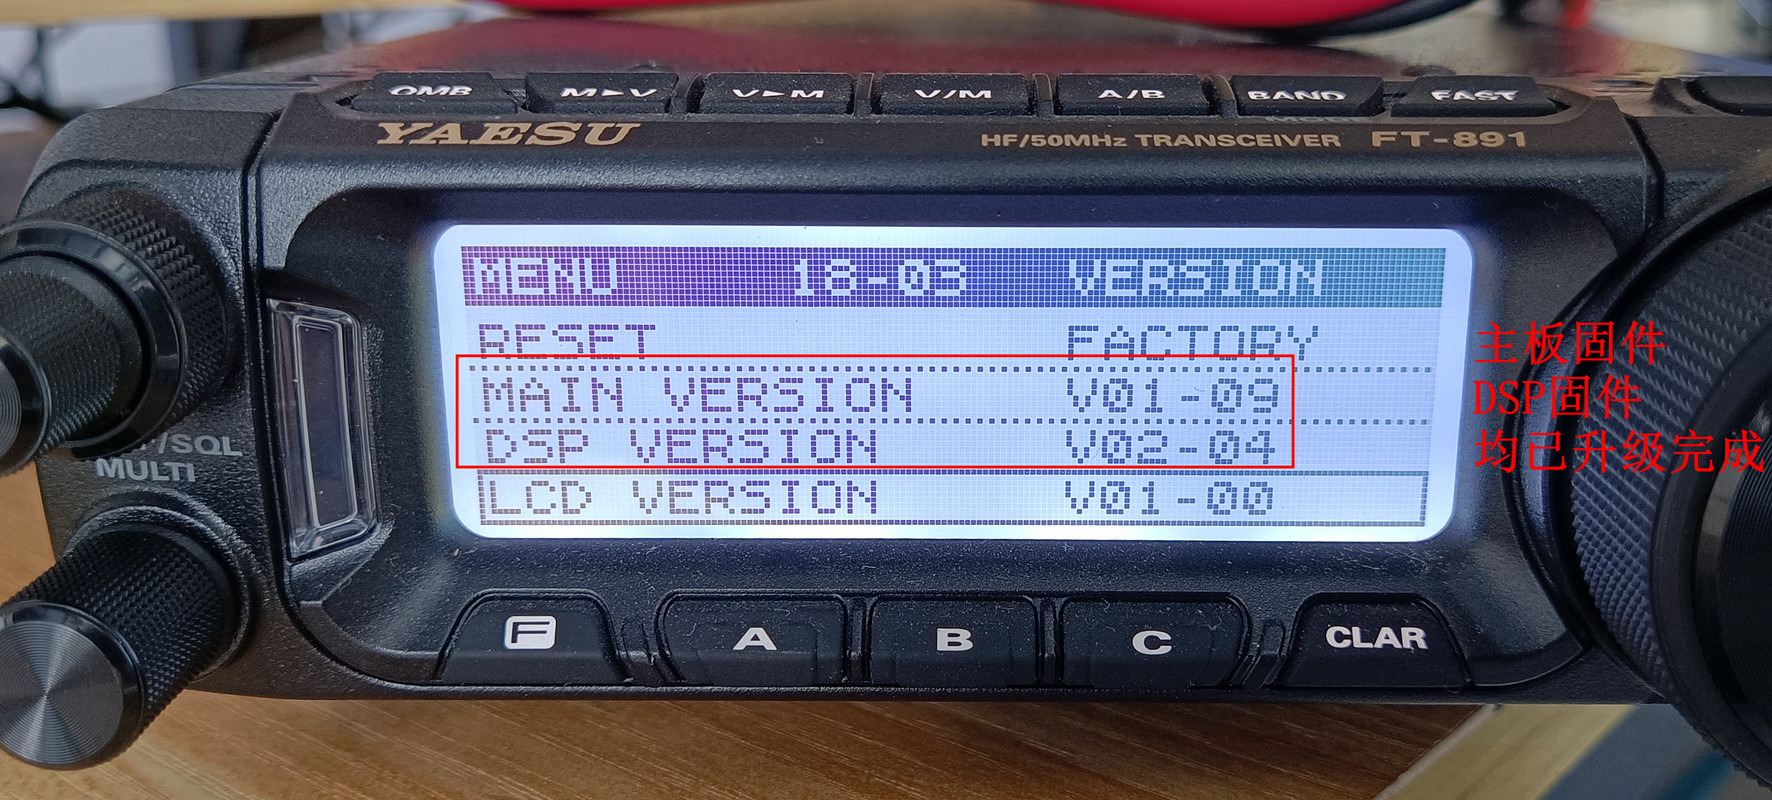 QMB M►V V►M V/M A/B BAND FAST
YAESU HF/50MHz TRANSCEIVER FT-891
MENU 18-03 VERSION
RESET FACTORY
MAIN VERSION V01-09
DSP VERSION V02-04
LCD VERSION V01-00
主板固件
DSP固件
均已升级完成
/SQL
MULTI
F A B C CLAR